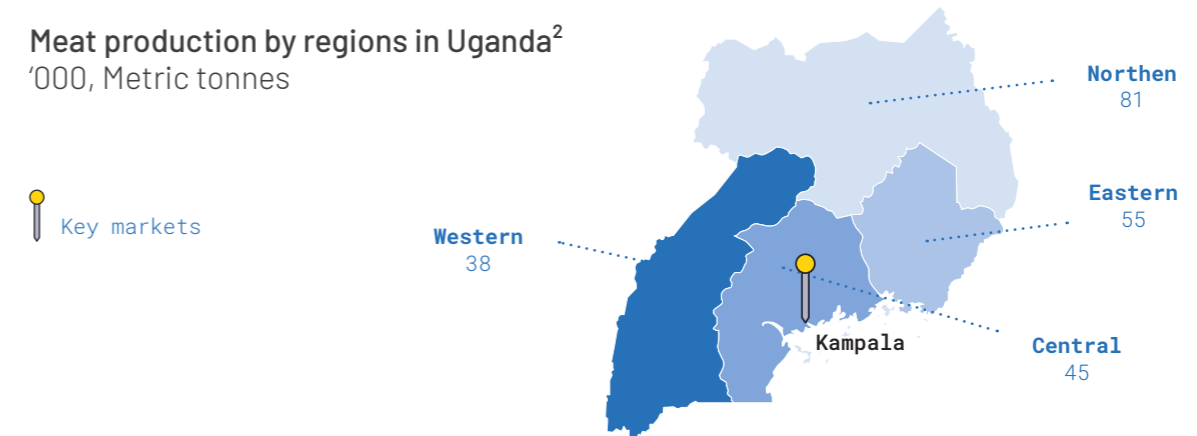 Meat production by regions in Uganda²
‘000, Metric tonnes
Key markets
Northen
81
Eastern
55
Western
38
Kampala
Central
45